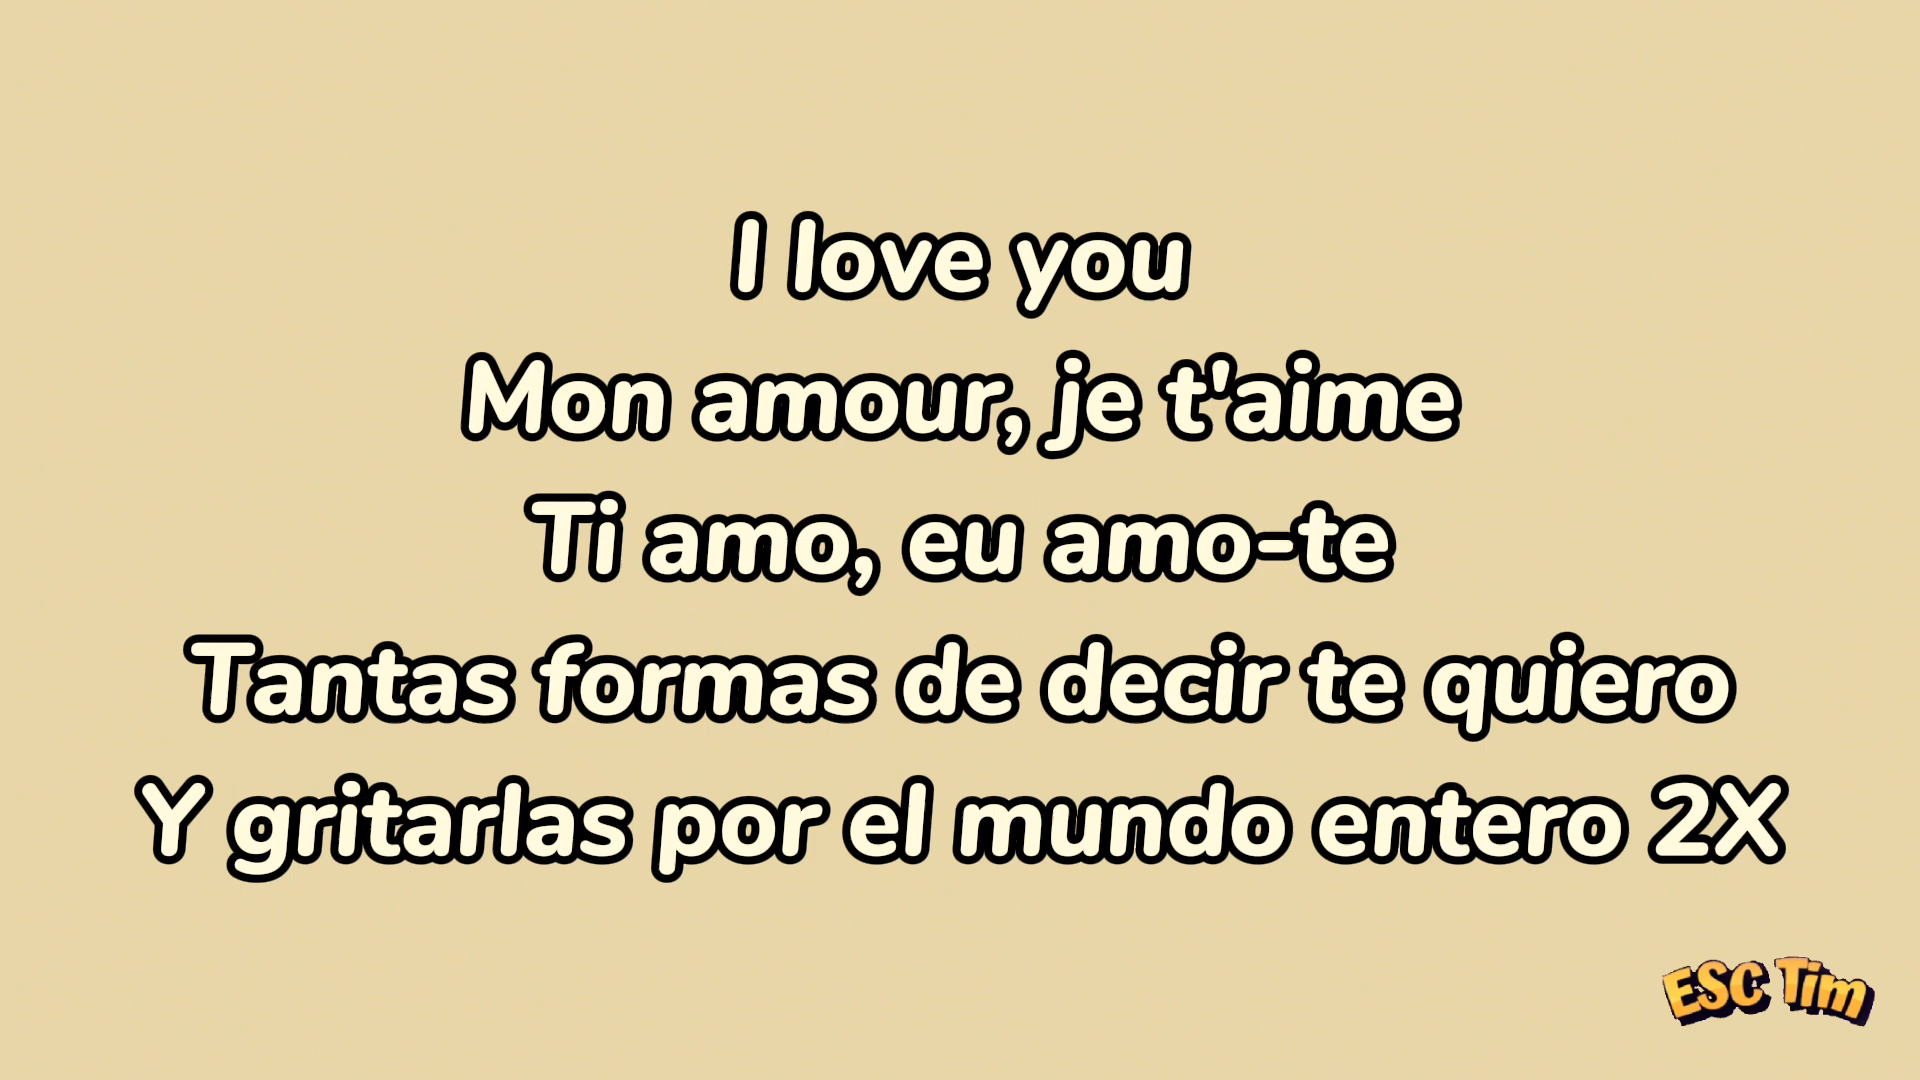 I love you
Mon amour, je t'aime
Ti amo, eu amo-te
Tantas formas de decir te quiero
Y gritarlas por el mundo entero 2X
ESC Tim